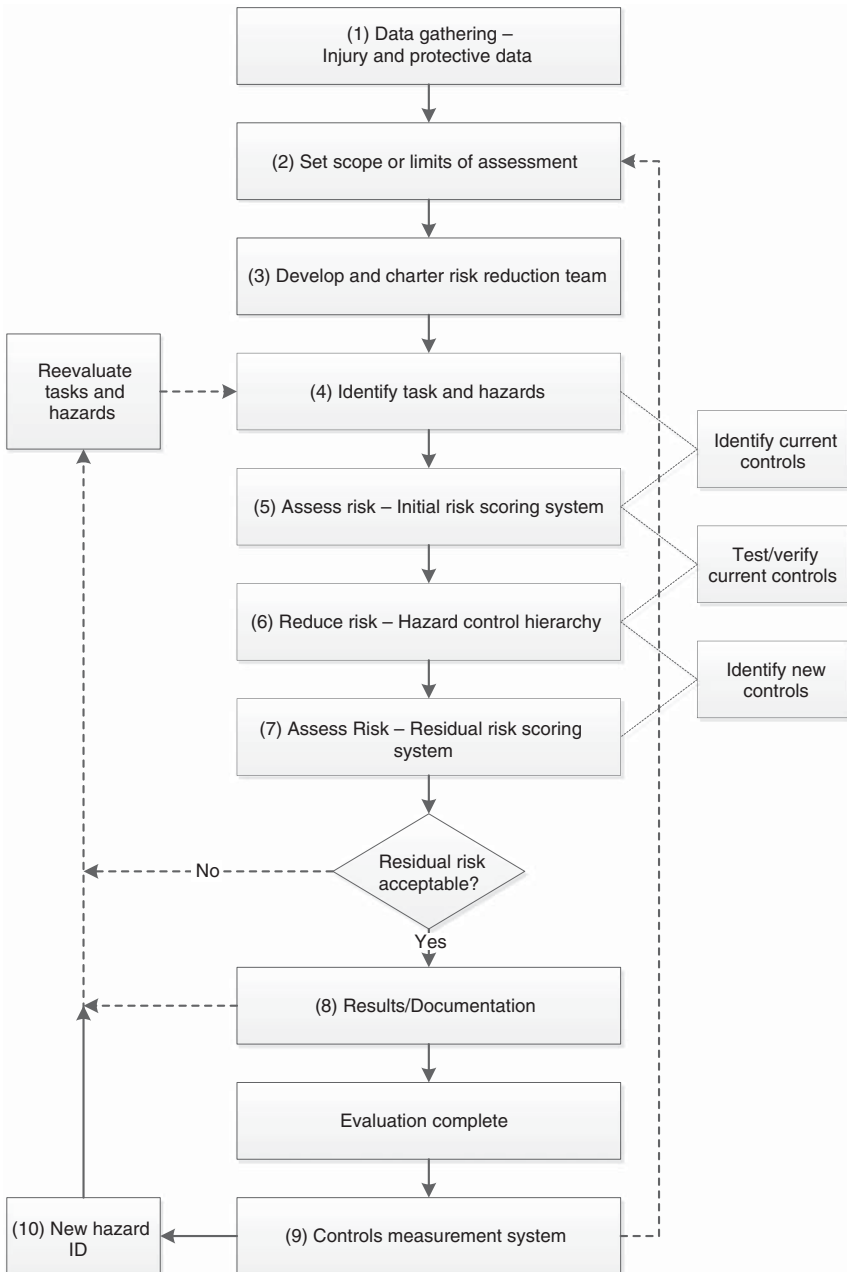 (1) Data gathering –
Injury and protective data
(2) Set scope or limits of assessment
(3) Develop and charter risk reduction team
Reevaluate
tasks and
hazards
(4) Identify task and hazards
Identify current
controls
(5) Assess risk – Initial risk scoring system
Test/verify
current controls
(6) Reduce risk – Hazard control hierarchy
Identify new
controls
(7) Assess Risk – Residual risk scoring
system
Residual risk
acceptable?
No
Yes
(8) Results/Documentation
Evaluation complete
(9) Controls measurement system
(10) New hazard
ID